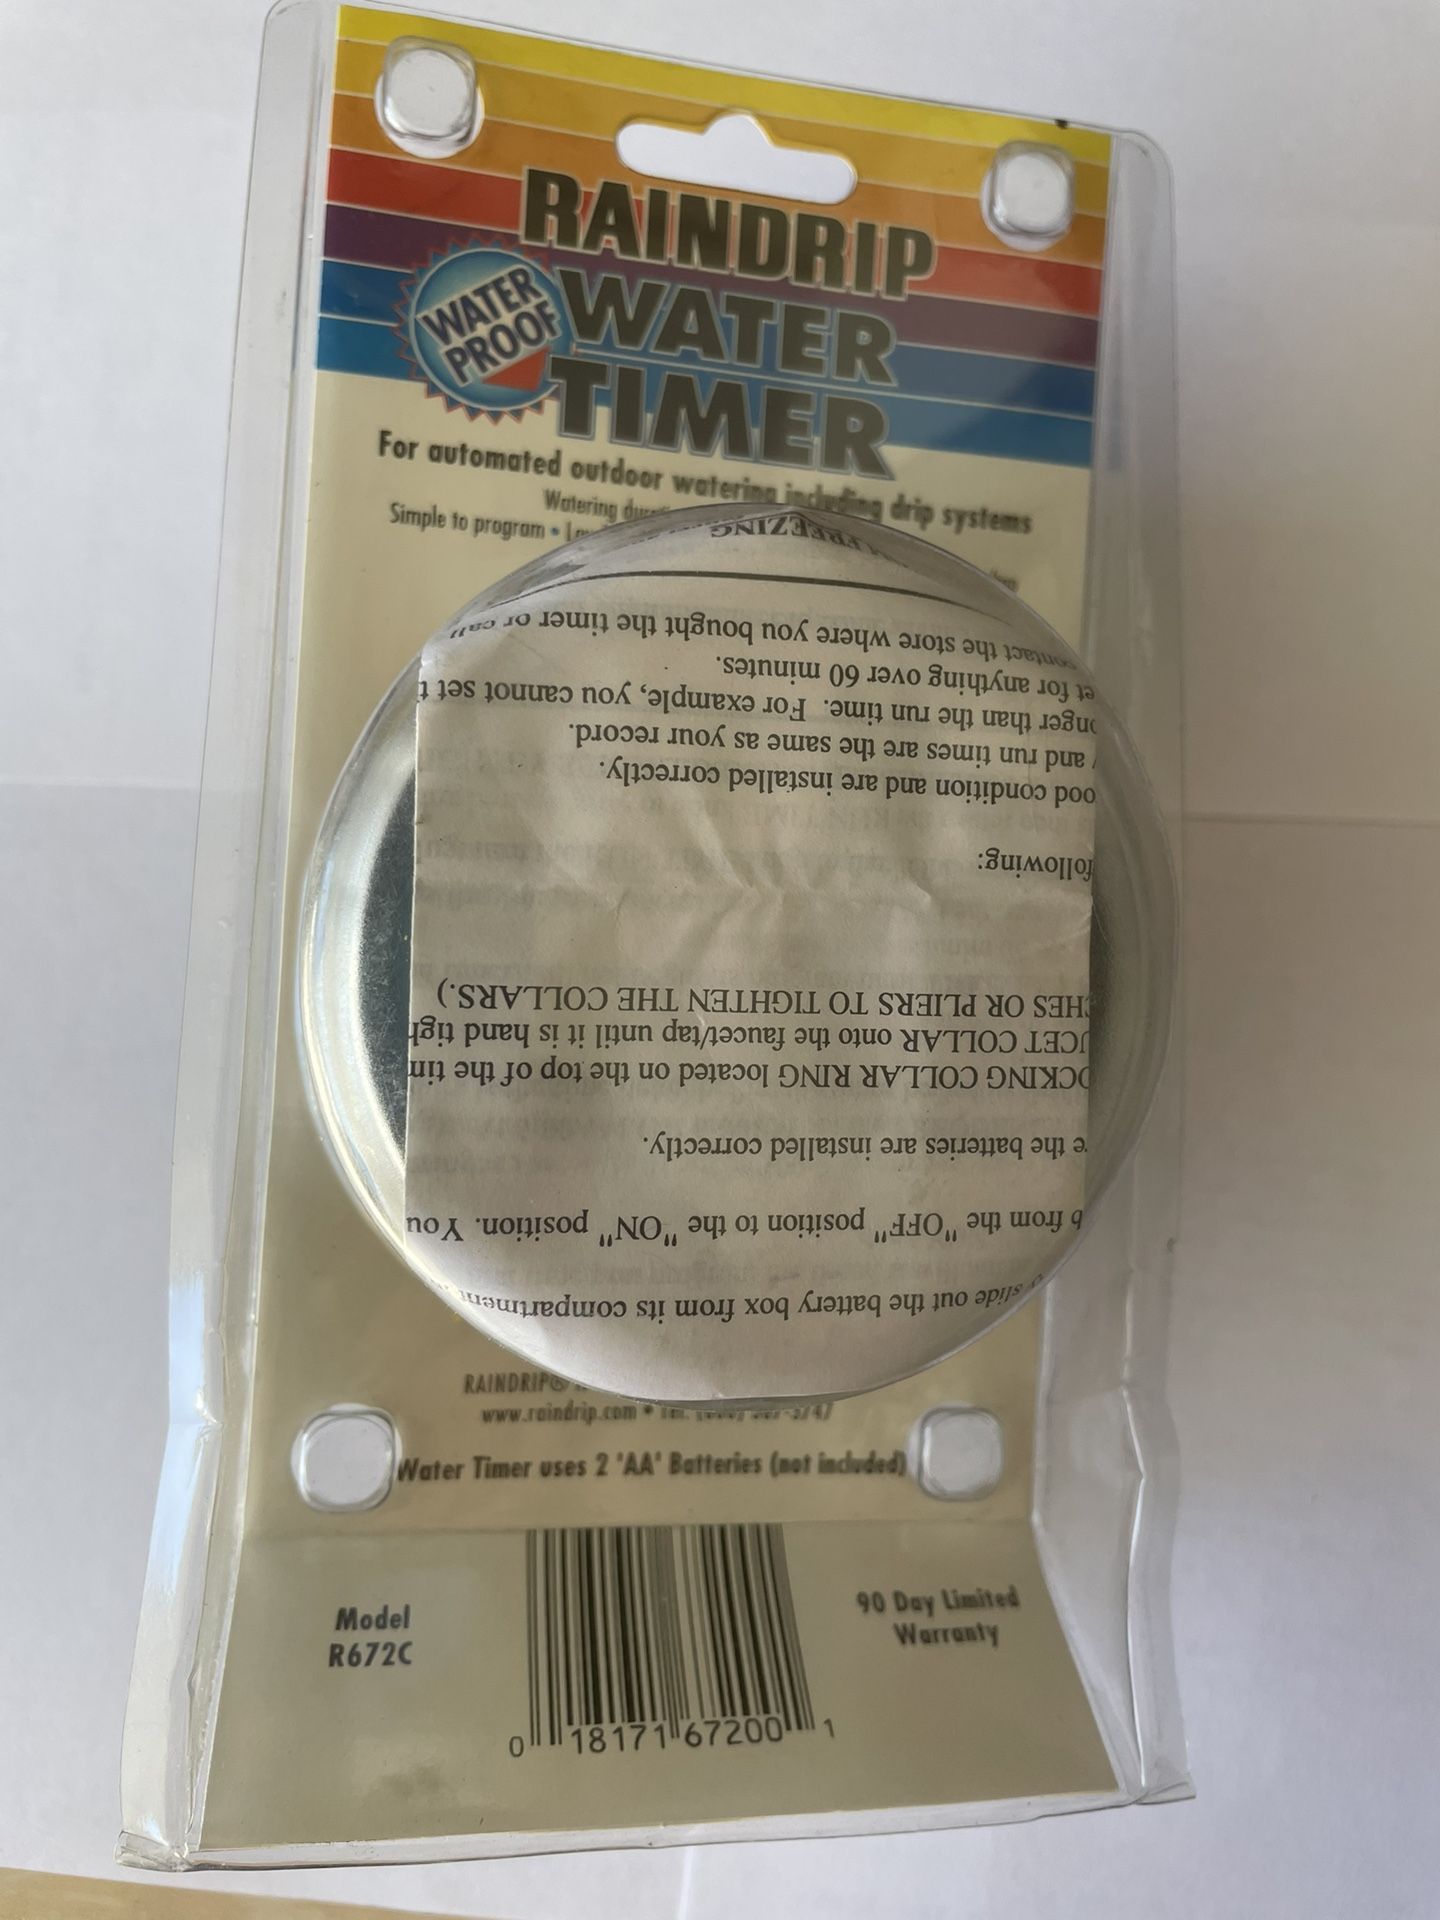 RAINDRIP
WATER PROOF
WATER
TIMER
For automated outdoor watering including drip systems
Watering
Simple to program •
FREEZING
contact the store where you bought the timer or call
et for anything over 60 minutes.
onger than the run time. For example, you cannot set t
and run times are the same as your record.
ood condition and are installed correctly.
following:
CHES OR PLIERS TO TIGHTEN THE COLLARS.)
UCET COLLAR onto the faucet/tap until it is hand tigh
OCKING COLLAR RING located on the top of the tim
e the batteries are installed correctly.
b from the "OFF" position to the "ON" position. You
slide out the battery box from its compartment
RAINDRIP®
www.raindrip.com • Tel.
Water Timer uses 2 'AA' Batteries (not included)
Model
R672C
90 Day Limited
Warranty
0 18171 67200 1